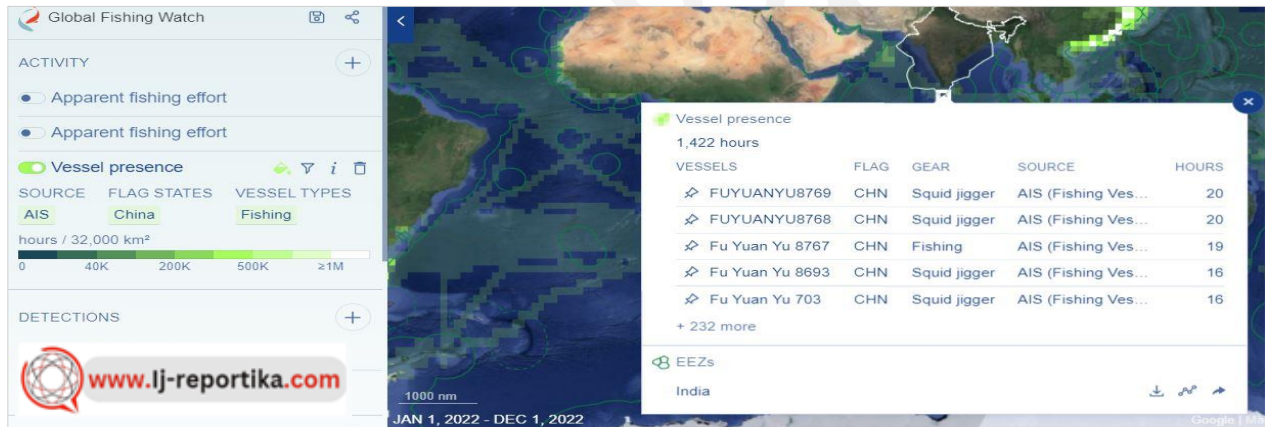 Global Fishing Watch
ACTIVITY
Apparent fishing effort
Apparent fishing effort
Vessel presence
SOURCE FLAG STATES VESSEL TYPES
AIS China Fishing
hours / 32,000 km²
0 40K 200K 500K ≥1M
DETECTIONS
www.lj-reportika.com
1000 nm
JAN 1, 2022 - DEC 1, 2022
Vessel presence
1,422 hours
VESSELS FLAG GEAR SOURCE HOURS
FUYUANYU8769 CHN Squid jigger AIS (Fishing Ves... 20
FUYUANYU8768 CHN Squid jigger AIS (Fishing Ves... 20
Fu Yuan Yu 8767 CHN Fishing AIS (Fishing Ves... 19
Fu Yuan Yu 8693 CHN Squid jigger AIS (Fishing Ves... 16
Fu Yuan Yu 703 CHN Squid jigger AIS (Fishing Ves... 16
+ 232 more
EEZs
India
Google